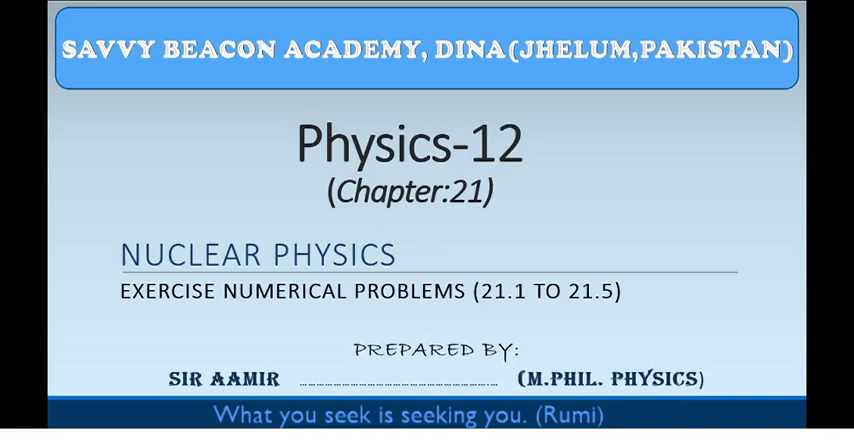 SAVVY BEACON ACADEMY, DINA(JHELUM,PAKISTAN)
Physics-12
(Chapter:21)
NUCLEAR PHYSICS
EXERCISE NUMERICAL PROBLEMS (21.1 TO 21.5)
PREPARED BY:
SIR AAMIR ……………………………………………… (M.PHIL. PHYSICS)
What you seek is seeking you. (Rumi)